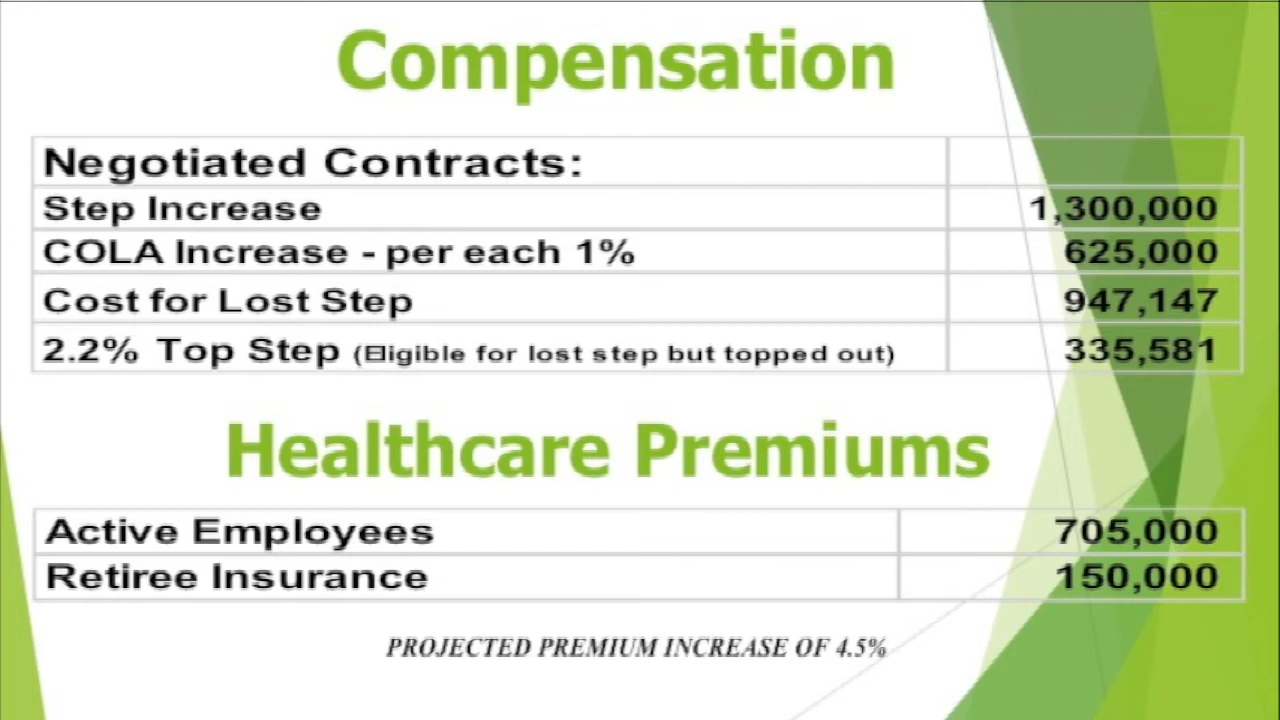 Compensation
Negotiated Contracts:
Step Increase 1,300,000
COLA Increase - per each 1% 625,000
Cost for Lost Step 947,147
2.2% Top Step (Eligible for lost step but topped out) 335,581
Healthcare Premiums
Active Employees 705,000
Retiree Insurance 150,000
PROJECTED PREMIUM INCREASE OF 4.5%